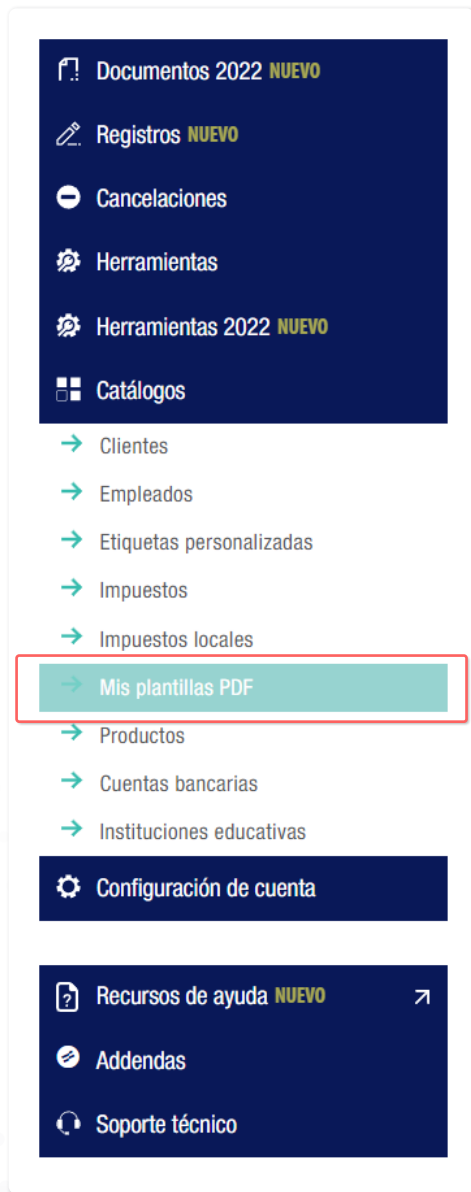 Documentos 2022 NUEVO
Registros NUEVO
Cancelaciones
Herramientas
Herramientas 2022 NUEVO
Catálogos
Clientes
Empleados
Etiquetas personalizadas
Impuestos
Impuestos locales
Mis plantillas PDF
Productos
Cuentas bancarias
Instituciones educativas
Configuración de cuenta
Recursos de ayuda NUEVO
Addendas
Soporte técnico